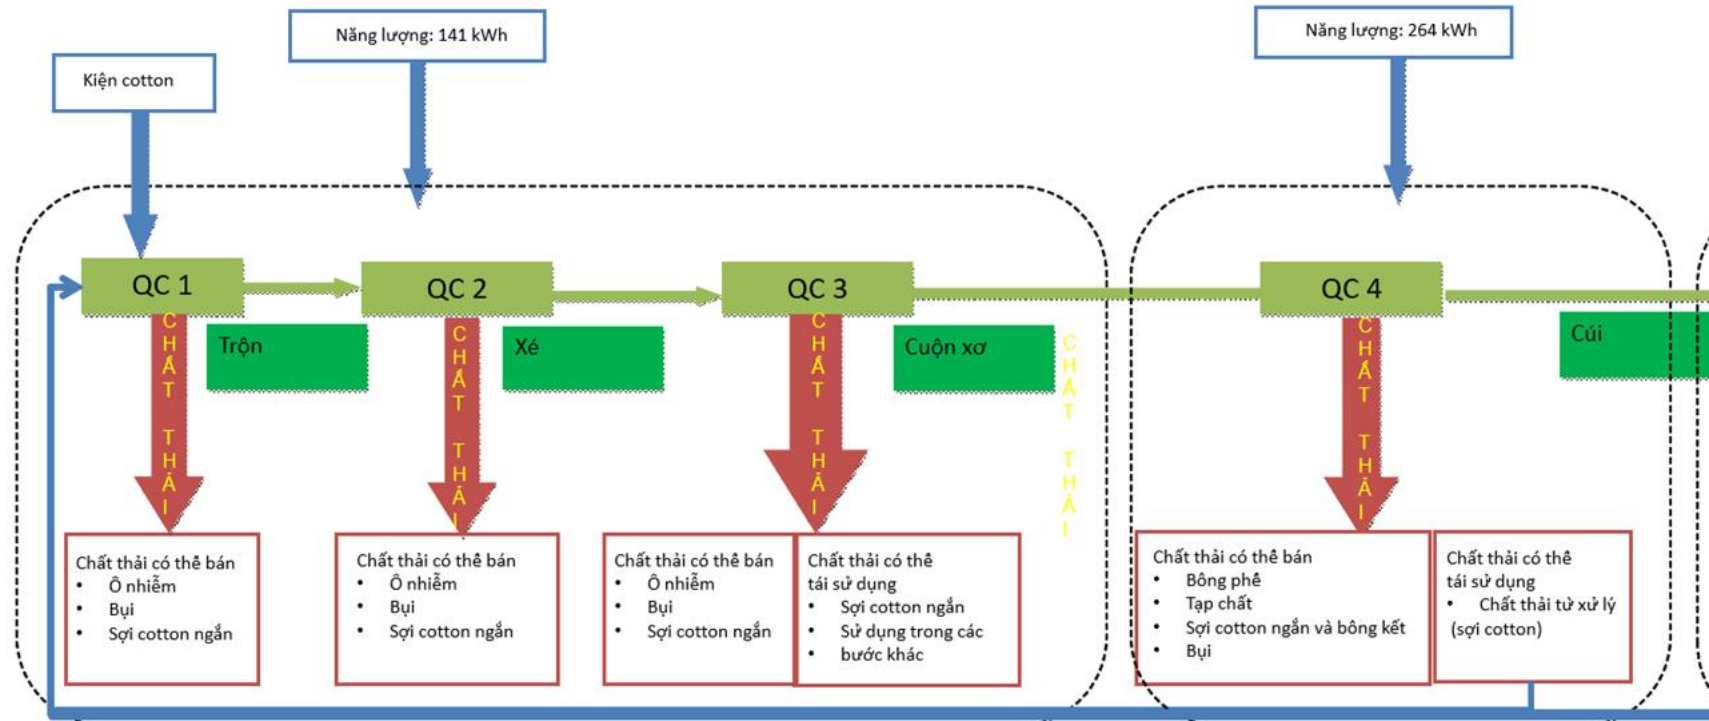 Năng lượng: 141 kWh
Năng lượng: 264 kWh
Kiện cotton
QC 1
QC 2
QC 3
QC 4
Trộn
Xé
Cuộn xơ
Cúi
CHẤT THẢI
CHẤT THẢI
CHẤT THẢI
CHẤT THẢI
CHẤT THẢI
Chất thải có thể bán
• Ô nhiễm
• Bụi
• Sợi cotton ngắn
Chất thải có thể bán
• Ô nhiễm
• Bụi
• Sợi cotton ngắn
Chất thải có thể bán
• Ô nhiễm
• Bụi
• Sợi cotton ngắn
Chất thải có thể
tái sử dụng
• Sợi cotton ngắn
• Sử dụng trong các
• bước khác
Chất thải có thể bán
• Bông phế
• Tạp chất
• Sợi cotton ngắn và bông kết
• Bụi
Chất thải có thể
tái sử dụng
• Chất thải từ xử lý
(sợi cotton)